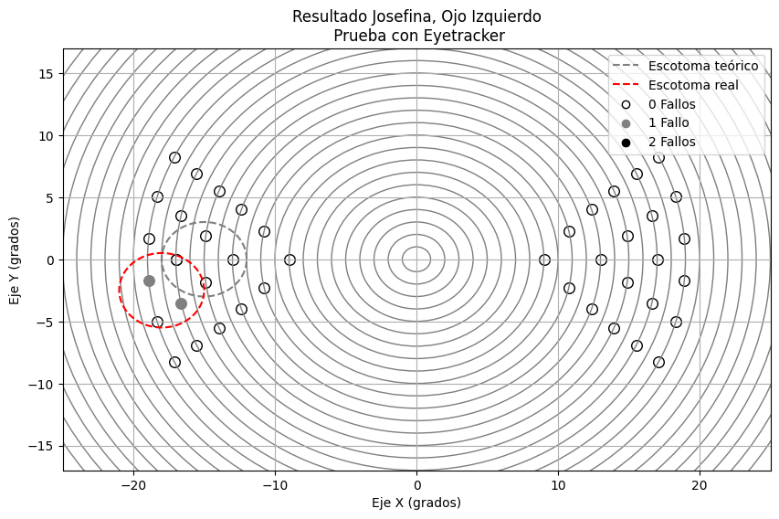 Resultado Josefina, Ojo Izquierdo
Prueba con Eyetracker
Escotoma teórico
Escotoma real
0 Fallos
1 Fallo
2 Fallos
15
10
5
0
−5
−10
−15
Eje Y (grados)
−20
−10
0
10
20
Eje X (grados)